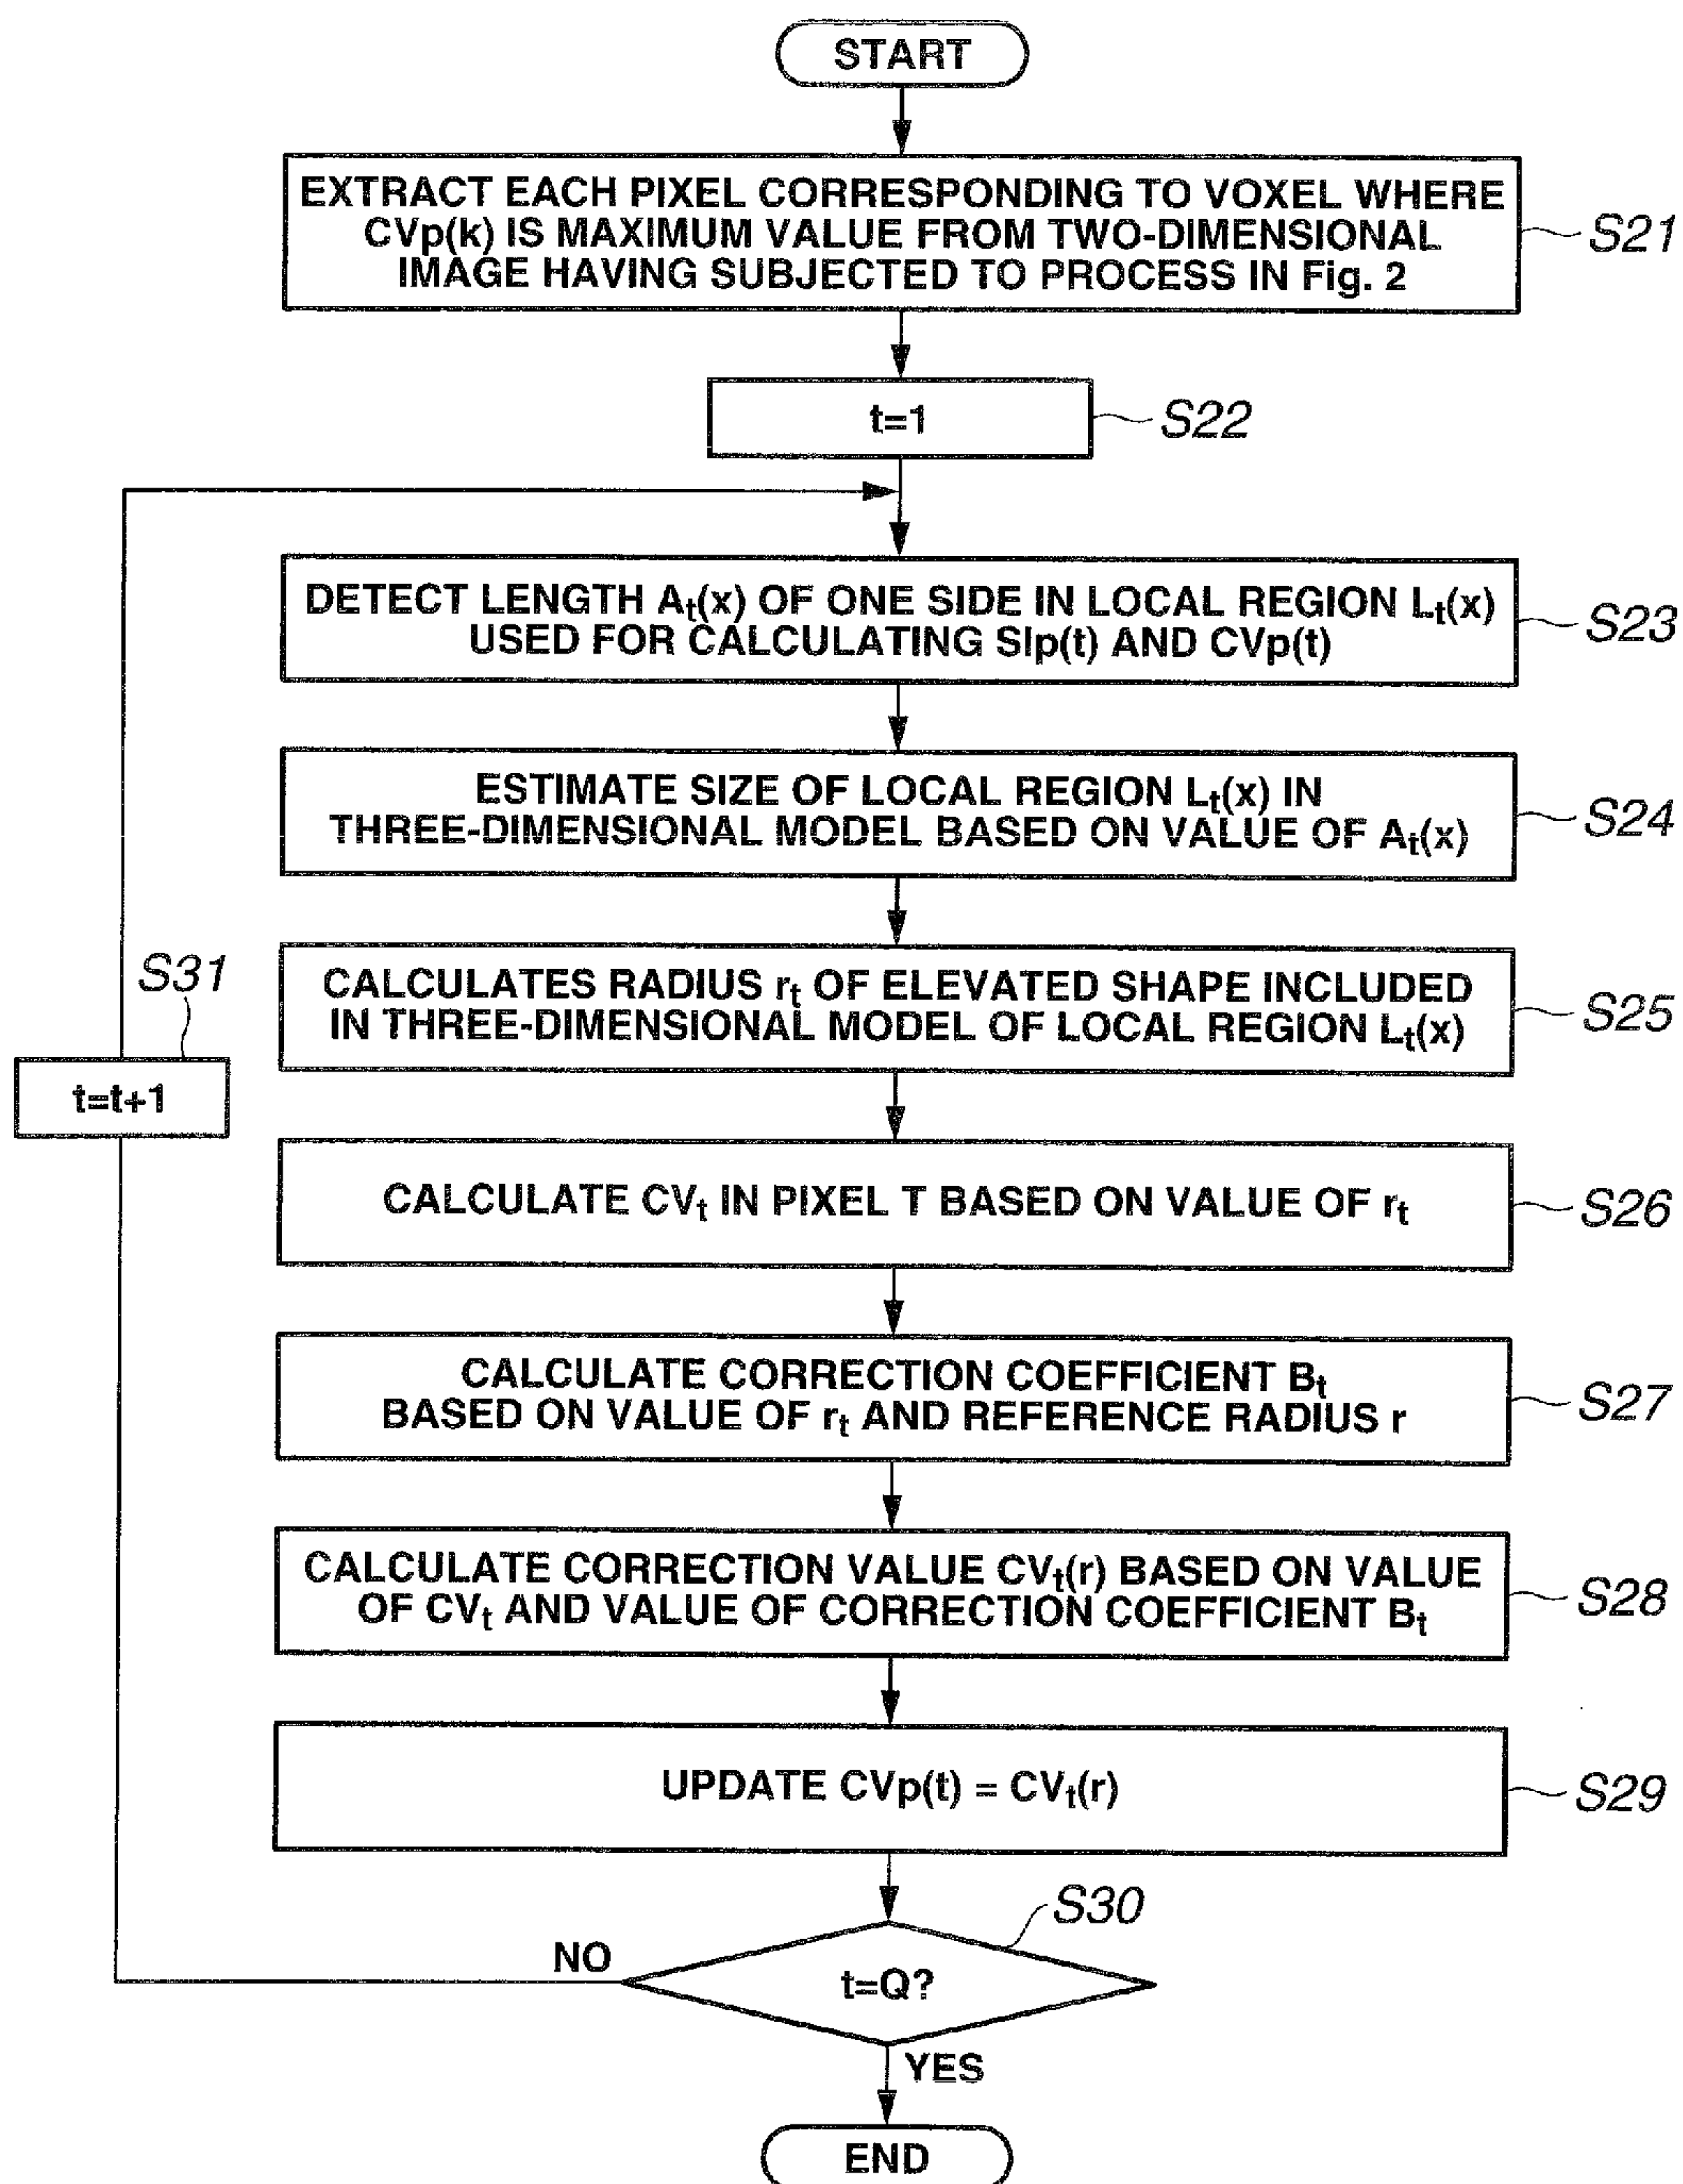 START
EXTRACT EACH PIXEL CORRESPONDING TO VOXEL WHERE
CVp(k) IS MAXIMUM VALUE FROM TWO-DIMENSIONAL
IMAGE HAVING SUBJECTED TO PROCESS IN Fig. 2
S21
t=1
S22
DETECT LENGTH Aₜ(x) OF ONE SIDE IN LOCAL REGION Lₜ(x)
USED FOR CALCULATING SIp(t) AND CVp(t)
S23
ESTIMATE SIZE OF LOCAL REGION Lₜ(x) IN
THREE-DIMENSIONAL MODEL BASED ON VALUE OF Aₜ(x)
S24
CALCULATES RADIUS rₜ OF ELEVATED SHAPE INCLUDED
IN THREE-DIMENSIONAL MODEL OF LOCAL REGION Lₜ(x)
S25
S31
t=t+1
CALCULATE CVₜ IN PIXEL T BASED ON VALUE OF rₜ
S26
CALCULATE CORRECTION COEFFICIENT Bₜ
BASED ON VALUE OF rₜ AND REFERENCE RADIUS r
S27
CALCULATE CORRECTION VALUE CVₜ(r) BASED ON VALUE
OF CVₜ AND VALUE OF CORRECTION COEFFICIENT Bₜ
S28
UPDATE CVp(t) = CVₜ(r)
S29
S30
NO
t=Q?
YES
END